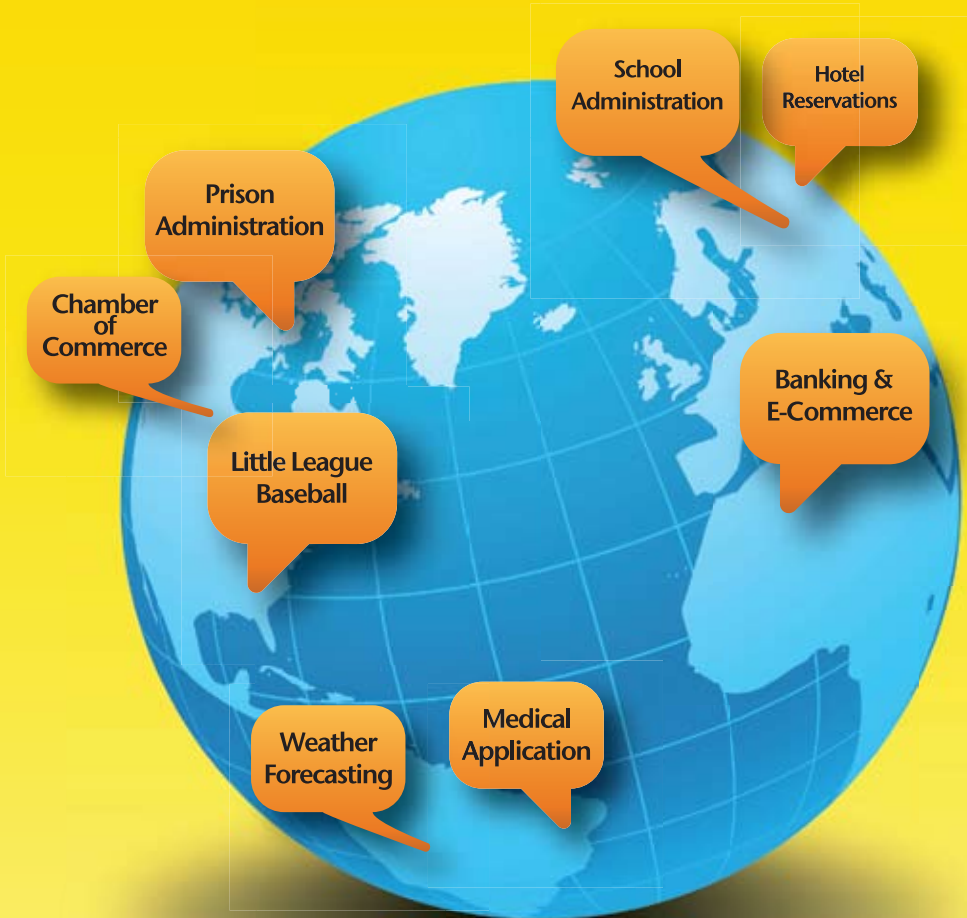 School
Administration
Hotel
Reservations
Prison
Administration
Chamber
of
Commerce
Banking &
E-Commerce
Little League
Baseball
Weather
Forecasting
Medical
Application